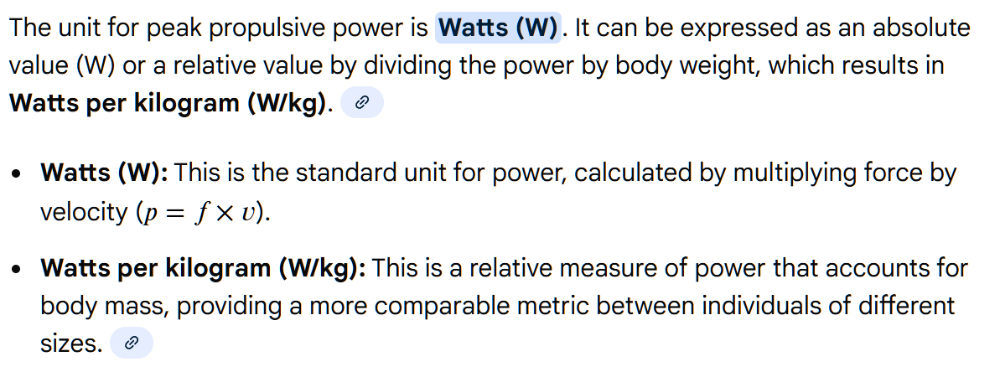 The unit for peak propulsive power is Watts (W). It can be expressed as an absolute
value (W) or a relative value by dividing the power by body weight, which results in
Watts per kilogram (W/kg).
• Watts (W): This is the standard unit for power, calculated by multiplying force by
velocity (p = f × v).
• Watts per kilogram (W/kg): This is a relative measure of power that accounts for
body mass, providing a more comparable metric between individuals of different
sizes.